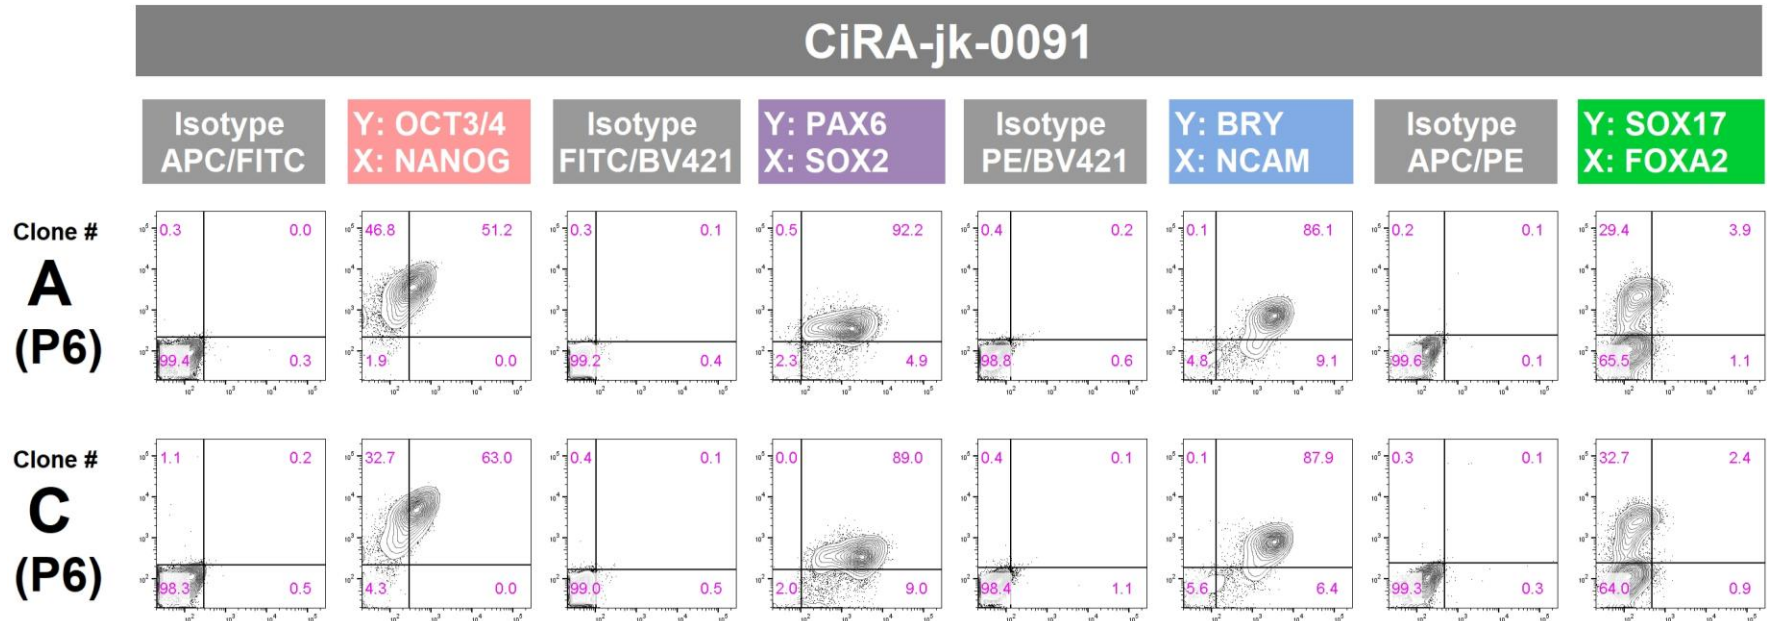 CiRA-jk-0091
Isotype
APC/FITC
Y: OCT3/4
X: NANOG
Isotype
FITC/BV421
Y: PAX6
X: SOX2
Isotype
PE/BV421
Y: BRY
X: NCAM
Isotype
APC/PE
Y: SOX17
X: FOXA2
Clone #
A
(P6)
0.3 0.0
99.4 0.3
46.8 51.2
1.9 0.0
0.3 0.1
99.2 0.4
0.5 92.2
2.3 4.9
0.4 0.2
98.8 0.6
0.1 86.1
4.8 9.1
0.2 0.1
99.6 0.1
29.4 3.9
65.5 1.1
Clone #
C
(P6)
1.1 0.2
98.3 0.5
32.7 63.0
4.3 0.0
0.4 0.1
99.0 0.5
0.0 89.0
2.0 9.0
0.4 0.1
98.4 1.1
0.1 87.9
5.6 6.4
0.3 0.1
99.3 0.3
32.7 2.4
64.0 0.9